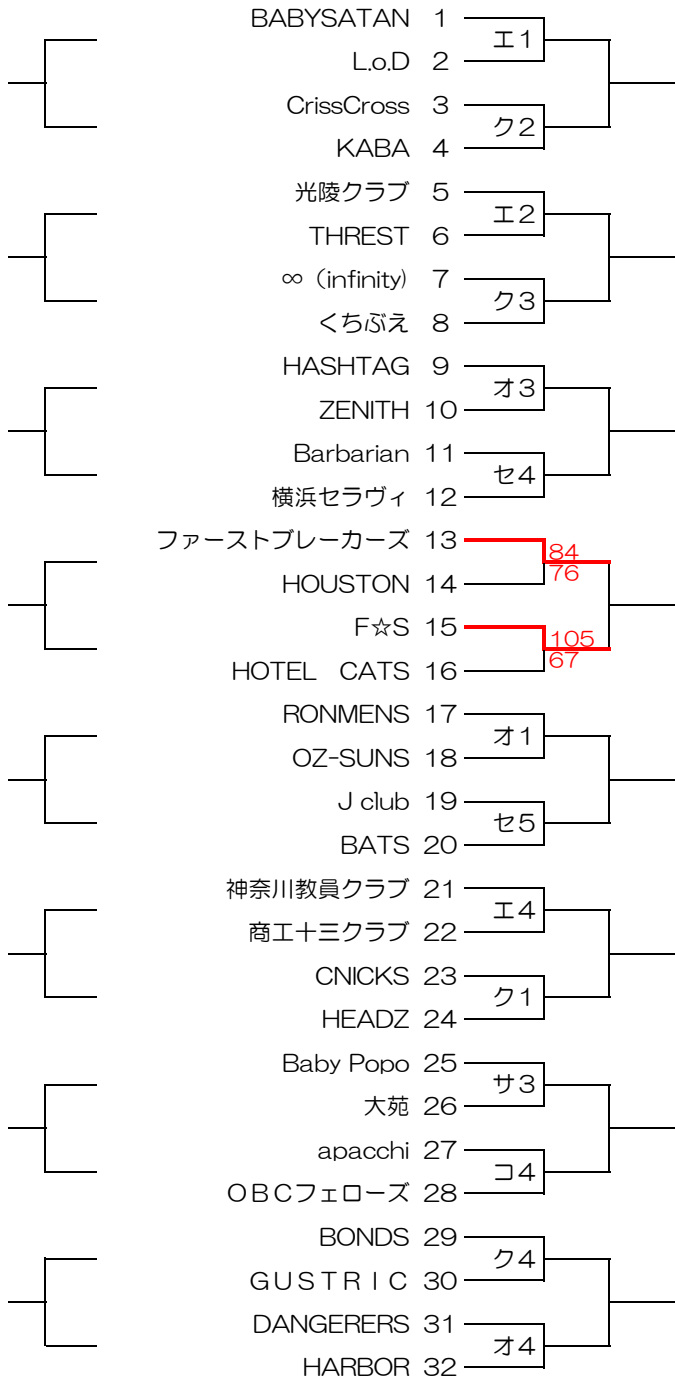 BABYSATAN 1
エ1
L.o.D 2
CrissCross 3
ク2
KABA 4
光陵クラブ 5
エ2
THREST 6
∞（infinity) 7
ク3
くちぶえ 8
HASHTAG 9
オ3
ZENITH 10
Barbarian 11
セ4
横浜セラヴィ 12
ファーストブレーカーズ 13
84
76
HOUSTON 14
F☆S 15
105
67
HOTEL　CATS 16
RONMENS 17
オ1
OZ-SUNS 18
J club 19
セ5
BATS 20
神奈川教員クラブ 21
エ4
商工十三クラブ 22
CNICKS 23
ク1
HEADZ 24
Baby Popo 25
サ3
大苑 26
apacchi 27
コ4
ＯＢＣフェローズ 28
BONDS 29
ク4
ＧＵＳＴＲＩＣ 30
DANGERERS 31
オ4
HARBOR 32